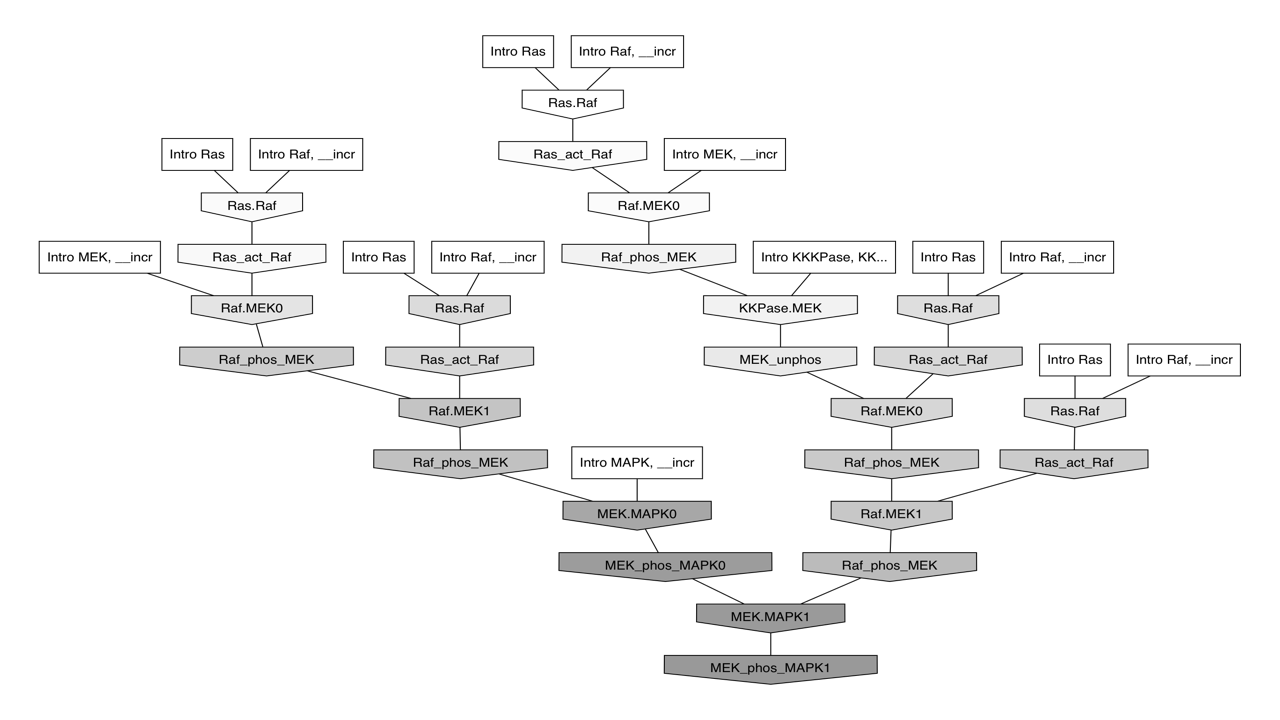 Intro Ras
Intro Raf, __incr
Ras.Raf
Intro Ras
Intro Raf, __incr
Ras_act_Raf
Intro MEK, __incr
Ras.Raf
Raf.MEK0
Intro MEK, __incr
Ras_act_Raf
Intro Ras
Intro Raf, __incr
Raf_phos_MEK
Intro KKKPase, KK...
Intro Ras
Intro Raf, __incr
Raf.MEK0
Ras.Raf
KKPase.MEK
Ras.Raf
Raf_phos_MEK
Ras_act_Raf
MEK_unphos
Ras_act_Raf
Intro Ras
Intro Raf, __incr
Raf.MEK1
Raf.MEK0
Ras.Raf
Raf_phos_MEK
Intro MAPK, __incr
Raf_phos_MEK
Ras_act_Raf
MEK.MAPK0
Raf.MEK1
MEK_phos_MAPK0
Raf_phos_MEK
MEK.MAPK1
MEK_phos_MAPK1